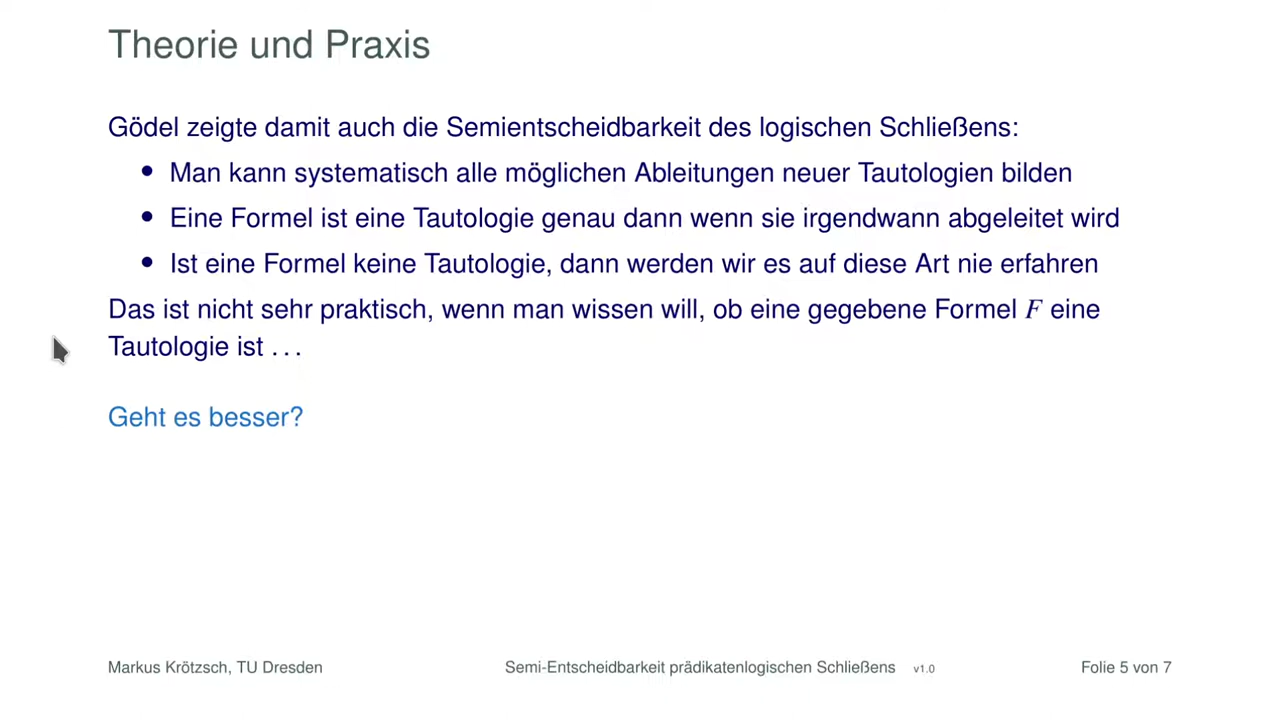 Theorie und Praxis
Gödel zeigte damit auch die Semientscheidbarkeit des logischen Schließens:
• Man kann systematisch alle möglichen Ableitungen neuer Tautologien bilden
• Eine Formel ist eine Tautologie genau dann wenn sie irgendwann abgeleitet wird
• Ist eine Formel keine Tautologie, dann werden wir es auf diese Art nie erfahren
Das ist nicht sehr praktisch, wenn man wissen will, ob eine gegebene Formel F eine
Tautologie ist . . .
Geht es besser?
Markus Krötzsch, TU Dresden Semi-Entscheidbarkeit prädikatenlogischen Schließens v1.0 Folie 5 von 7